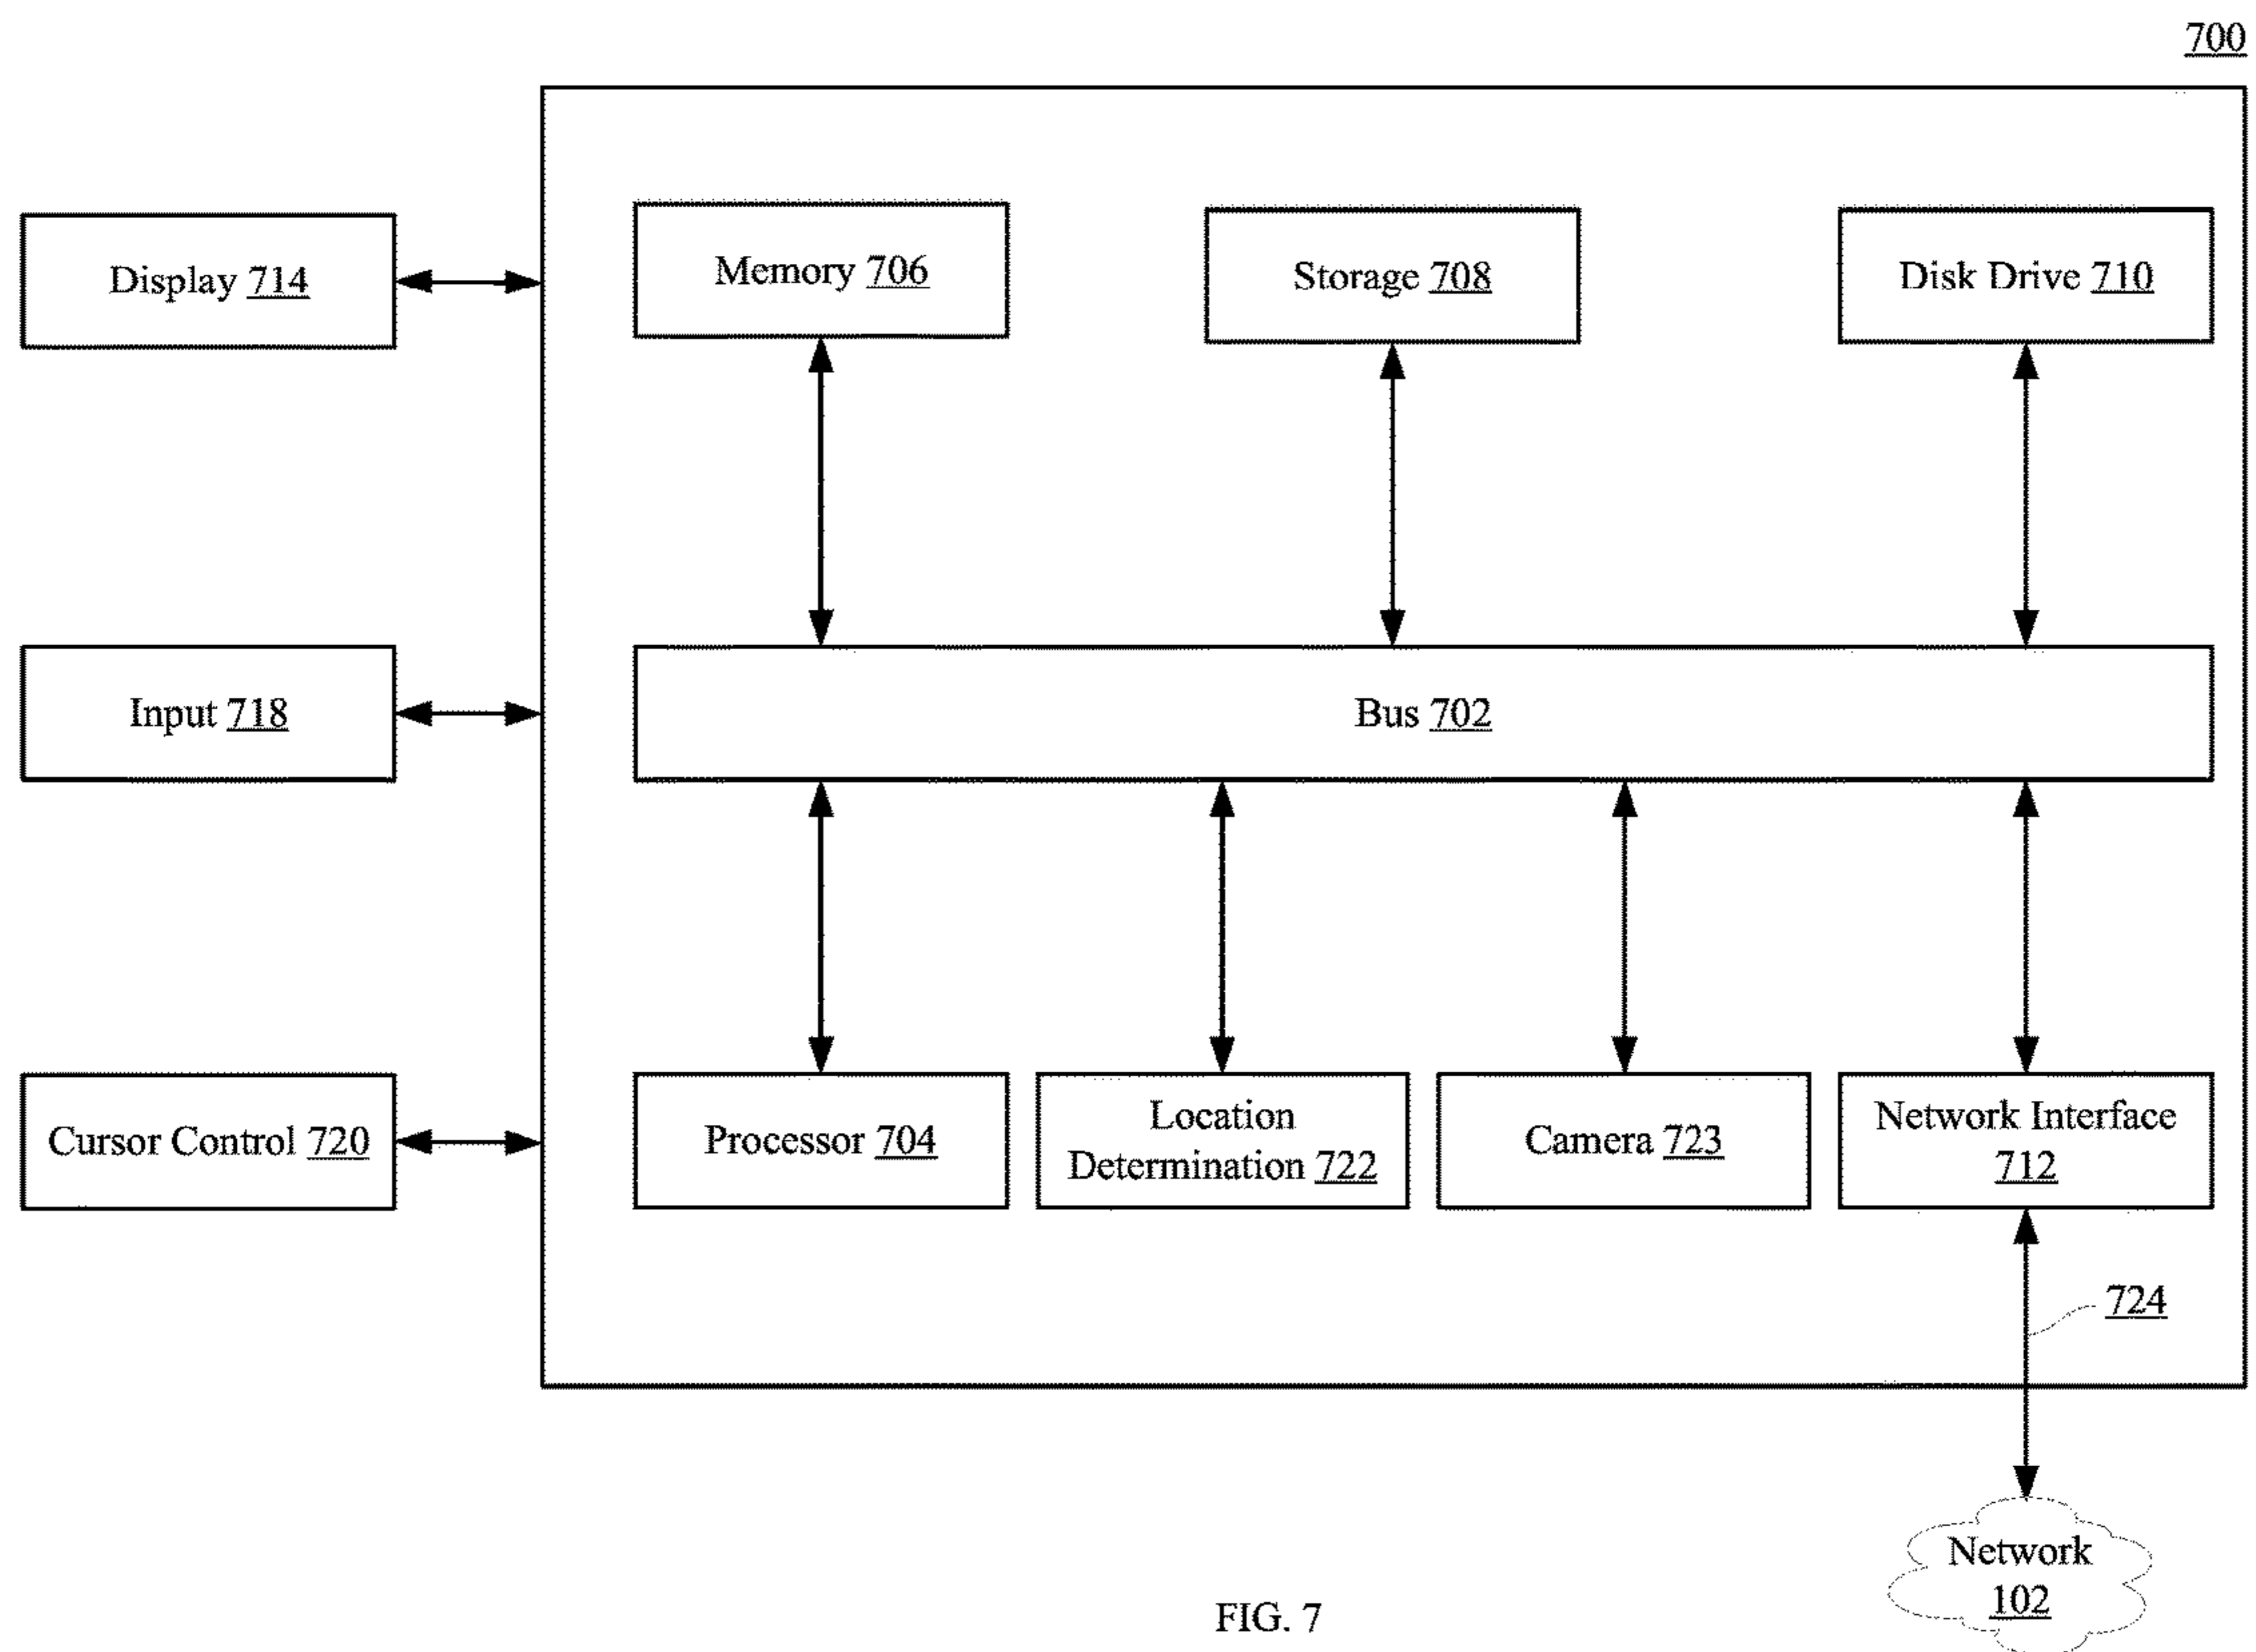 700
Display 714
Memory 706
Storage 708
Disk Drive 710
Input 718
Bus 702
Cursor Control 720
Processor 704
Location
Determination 722
Camera 723
Network Interface
712
724
Network
102
FIG. 7